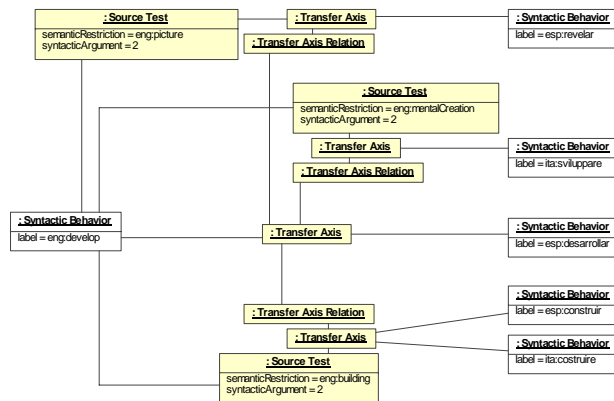 : Source Test
semanticRestriction = eng:picture
syntacticArgument = 2
: Transfer Axis
: Transfer Axis Relation
: Syntactic Behavior
label = esp:revelar
: Source Test
semanticRestriction = eng:mentalCreation
syntacticArgument = 2
: Transfer Axis
: Transfer Axis Relation
: Syntactic Behavior
label = ita:sviluppare
: Syntactic Behavior
label = eng:develop
: Transfer Axis
: Syntactic Behavior
label = esp:desarrollar
: Transfer Axis Relation
: Transfer Axis
: Syntactic Behavior
label = esp:construir
: Syntactic Behavior
label = ita:costruire
: Source Test
semanticRestriction = eng:building
syntacticArgument = 2